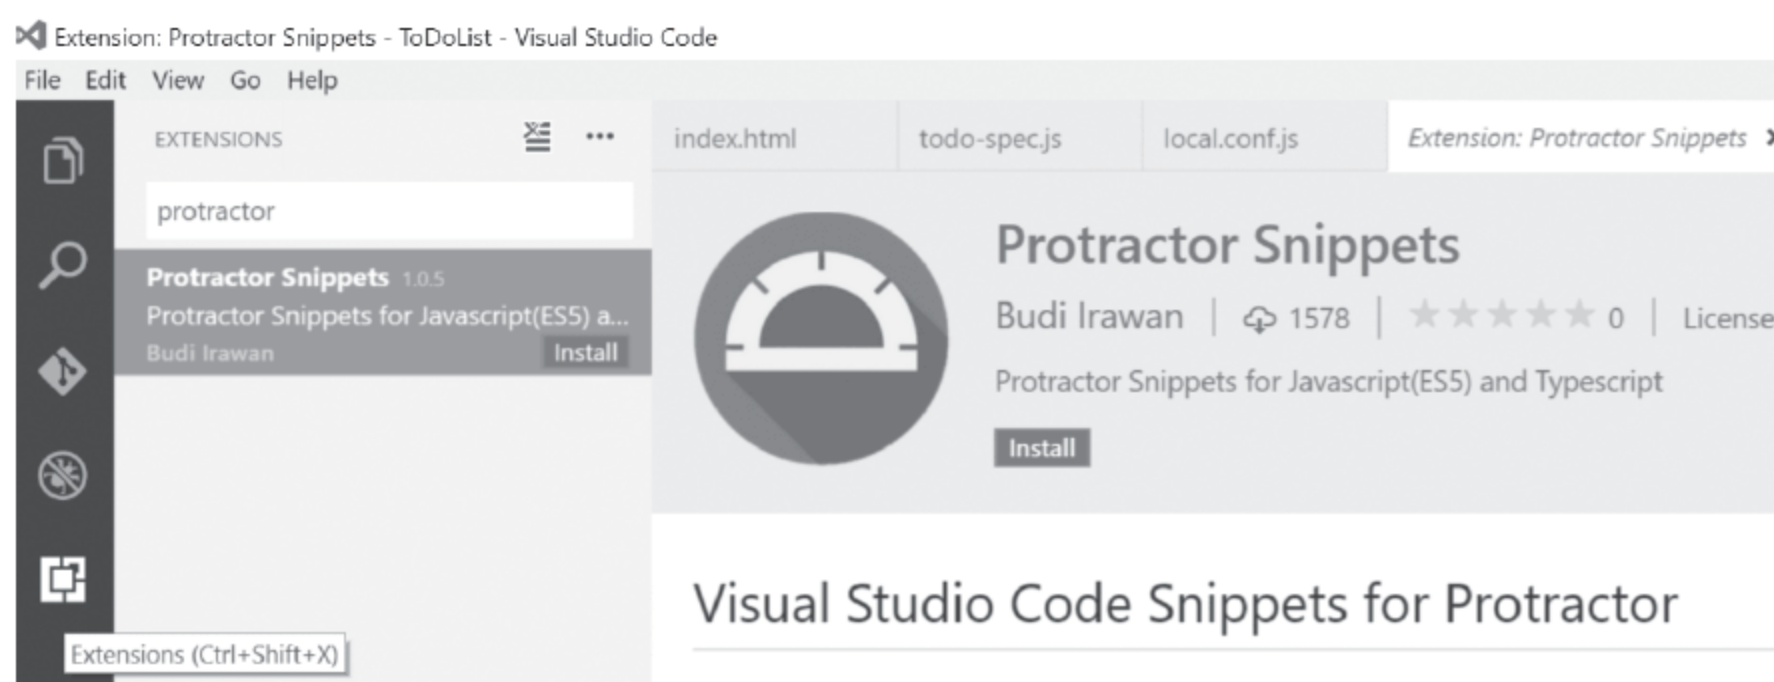 Extension: Protractor Snippets - ToDoList - Visual Studio Code
File Edit View Go Help
EXTENSIONS
index.html todo-spec.js local.conf.js Extension: Protractor Snippets
protractor
Protractor Snippets 1.0.5
Protractor Snippets for Javascript(ES5) a...
Budi Irawan Install
Protractor Snippets
Budi Irawan 1578 0 License
Protractor Snippets for Javascript(ES5) and Typescript
Install
Visual Studio Code Snippets for Protractor
Extensions (Ctrl+Shift+X)